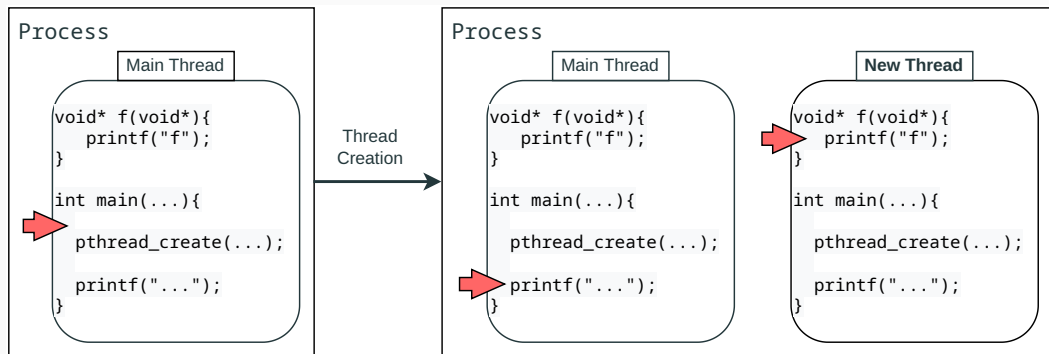 Process
Main Thread
void* f(void*){
printf("f");
}
int main(...){
pthread_create(...);
printf("...");
}
Thread
Creation
Process
Main Thread
void* f(void*){
printf("f");
}
int main(...){
pthread_create(...);
printf("...");
}
New Thread
void* f(void*){
printf("f");
}
int main(...){
pthread_create(...);
printf("...");
}